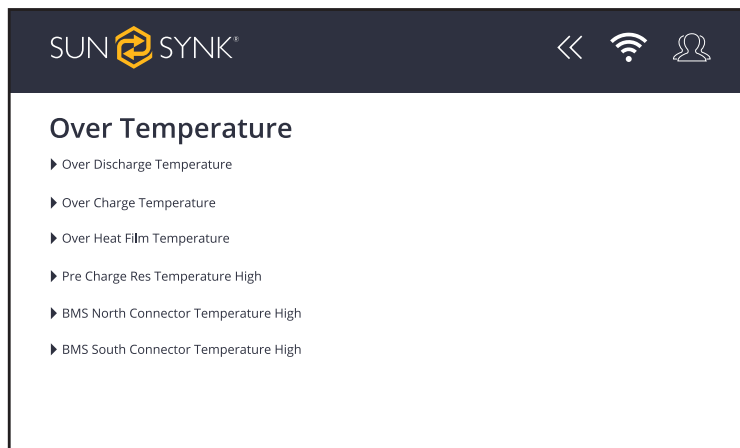 SUN SYNK®
Over Temperature
Over Discharge Temperature
Over Charge Temperature
Over Heat Film Temperature
Pre Charge Res Temperature High
BMS North Connector Temperature High
BMS South Connector Temperature High